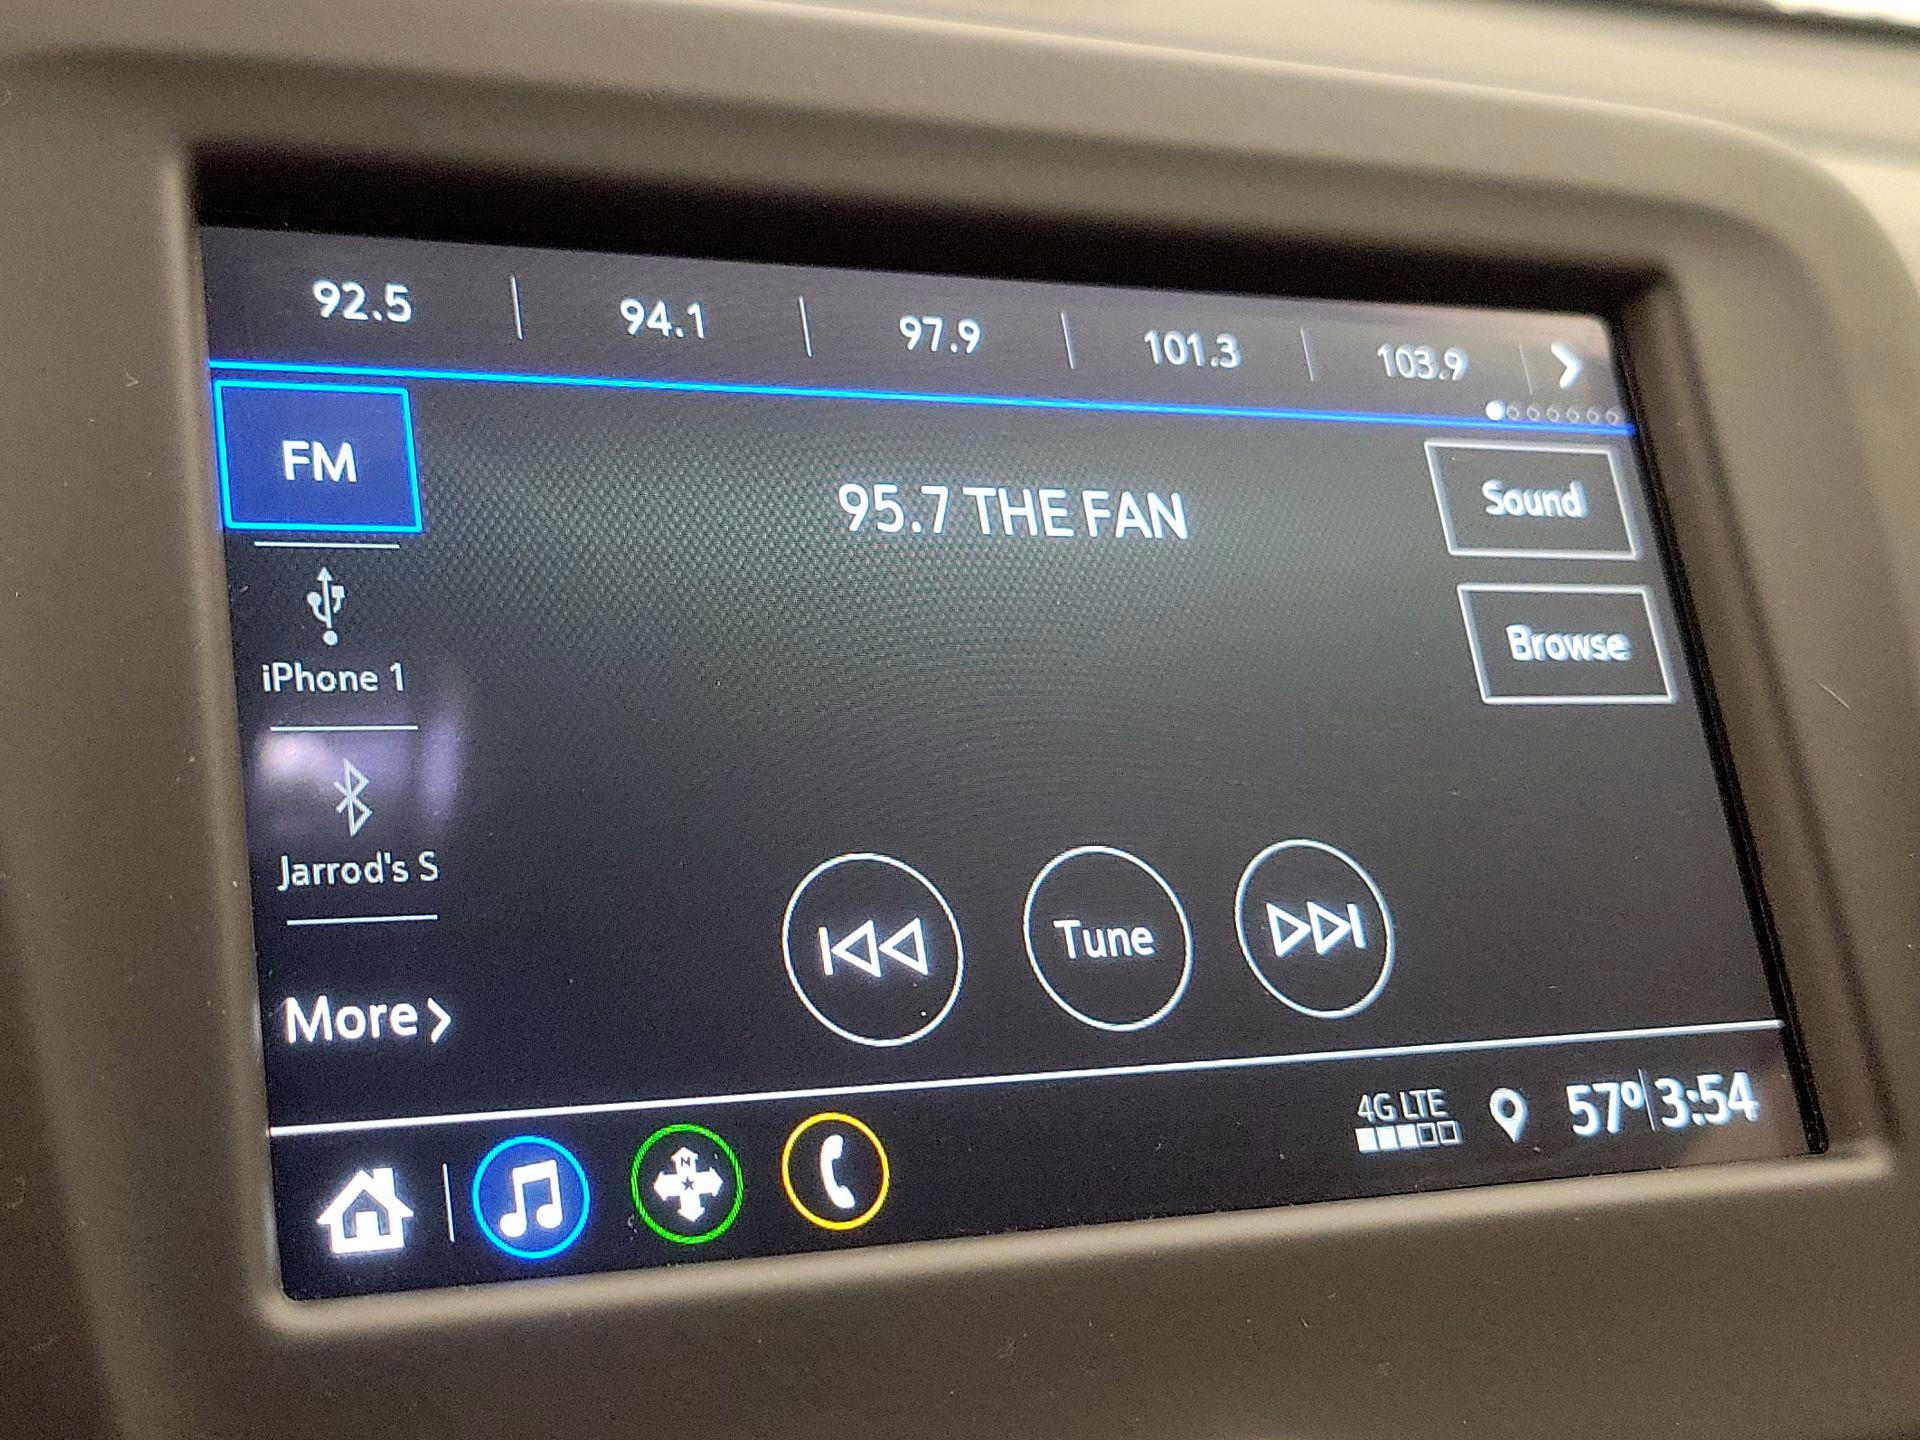 92.5 94.1 97.9 101.3 103.9
FM
95.7 THE FAN
Sound
Browse
iPhone 1
Jarrod's S
More
Tune
4G LTE
57° 3:54
N